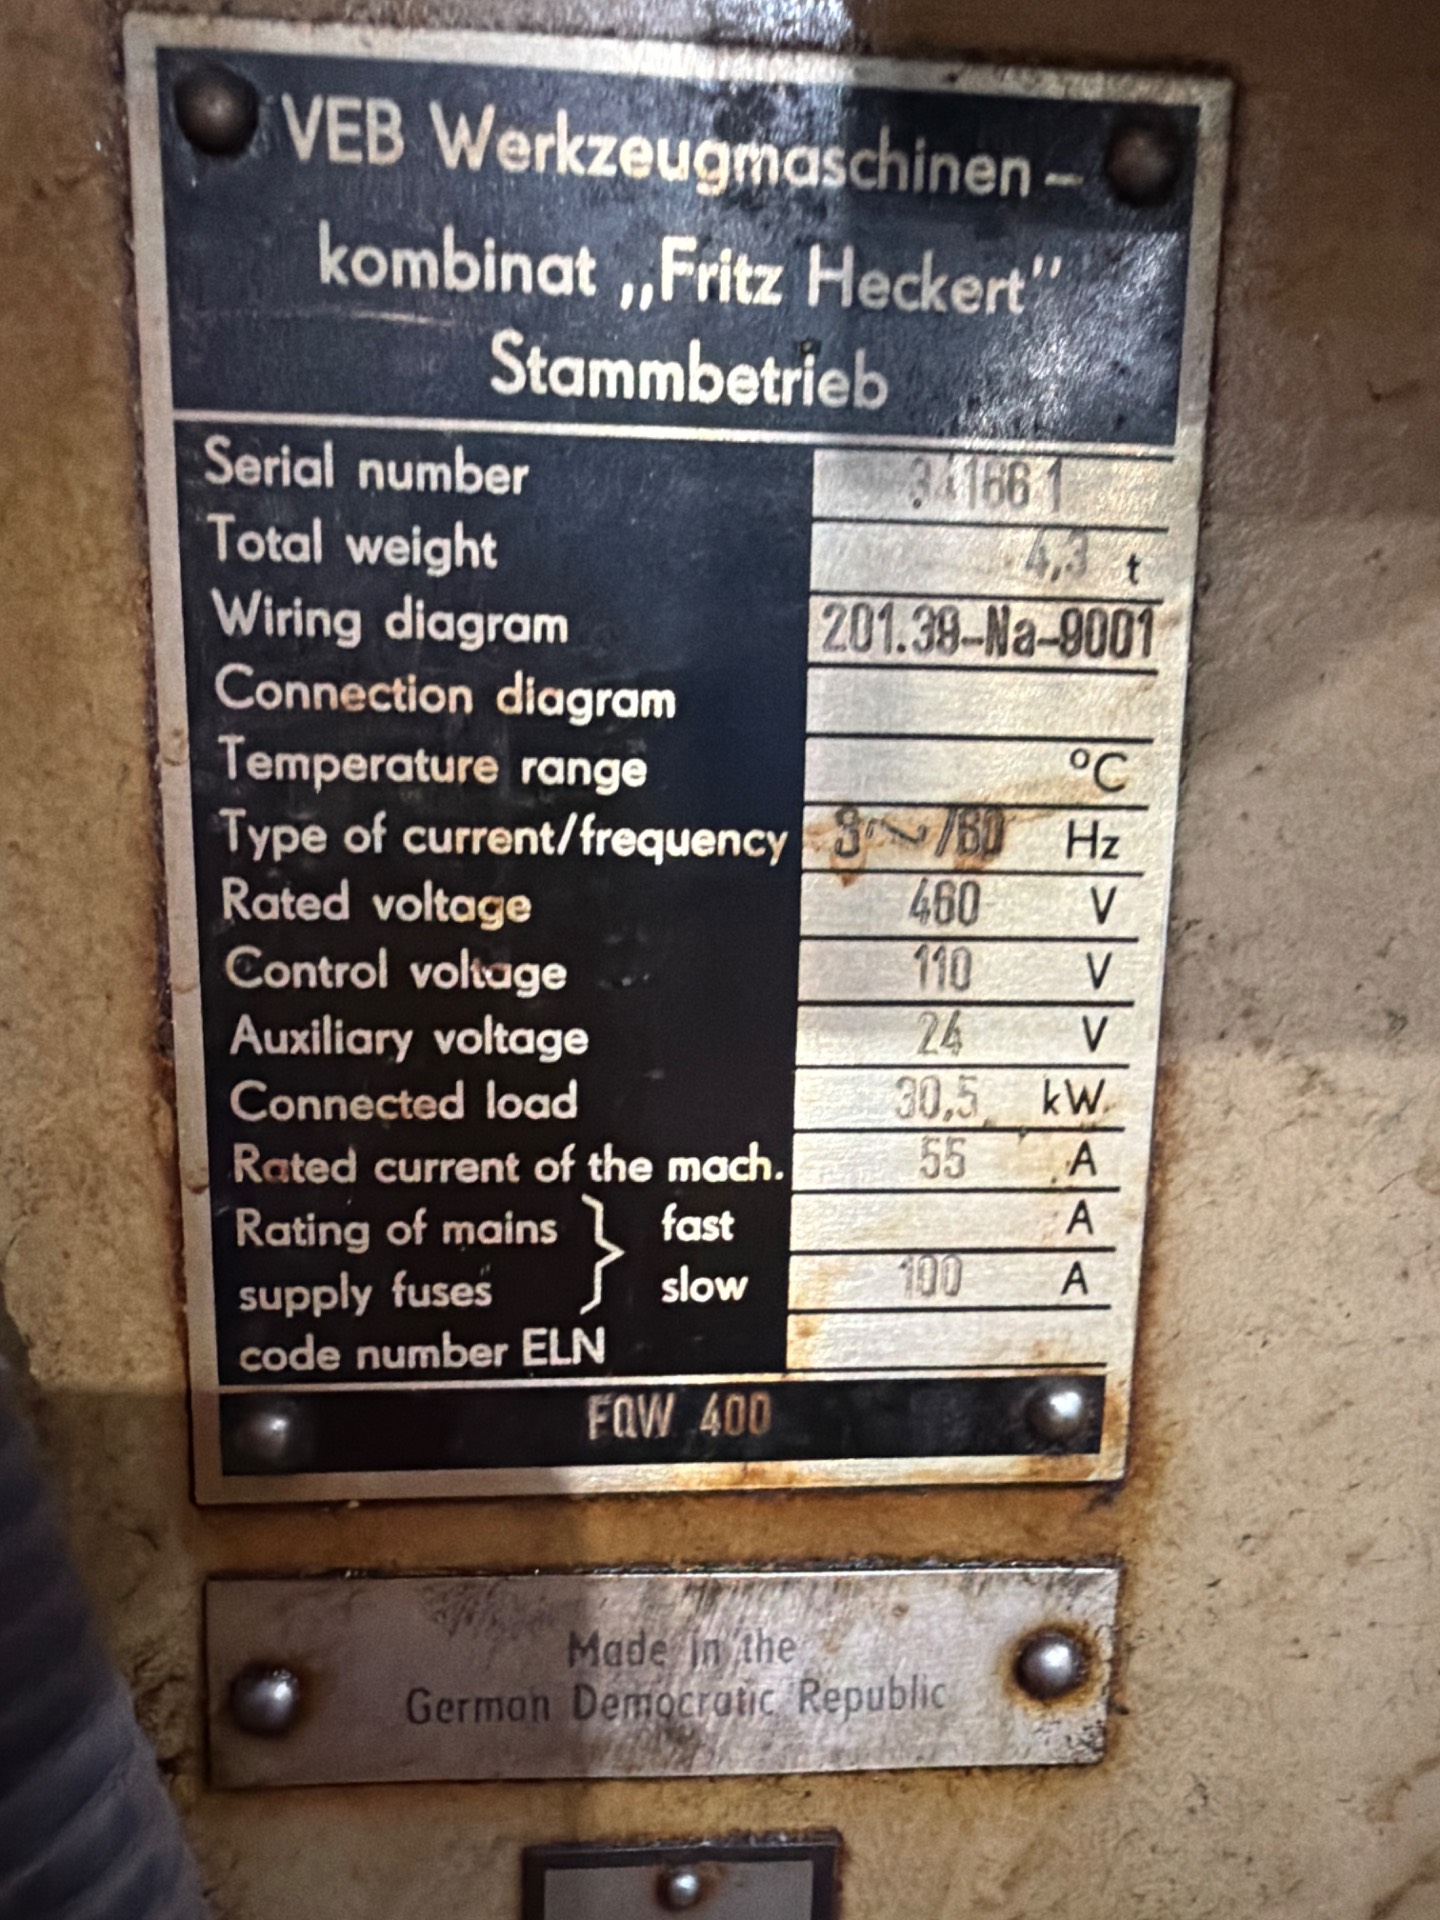 VEB Werkzeugmaschinen-
kombinat „Fritz Heckert"
Stammbetrieb
Serial number 341661
Total weight 4,3 t
Wiring diagram 201.39-Na-9001
Connection diagram
Temperature range °C
Type of current/frequency 3~/60 Hz
Rated voltage 460 V
Control voltage 110 V
Auxiliary voltage 24 V
Connected load 30,5 kW
Rated current of the mach. 55 A
Rating of mains } fast A
supply fuses } slow 100 A
code number ELN
FQW 400
Made in the
German Democratic Republic